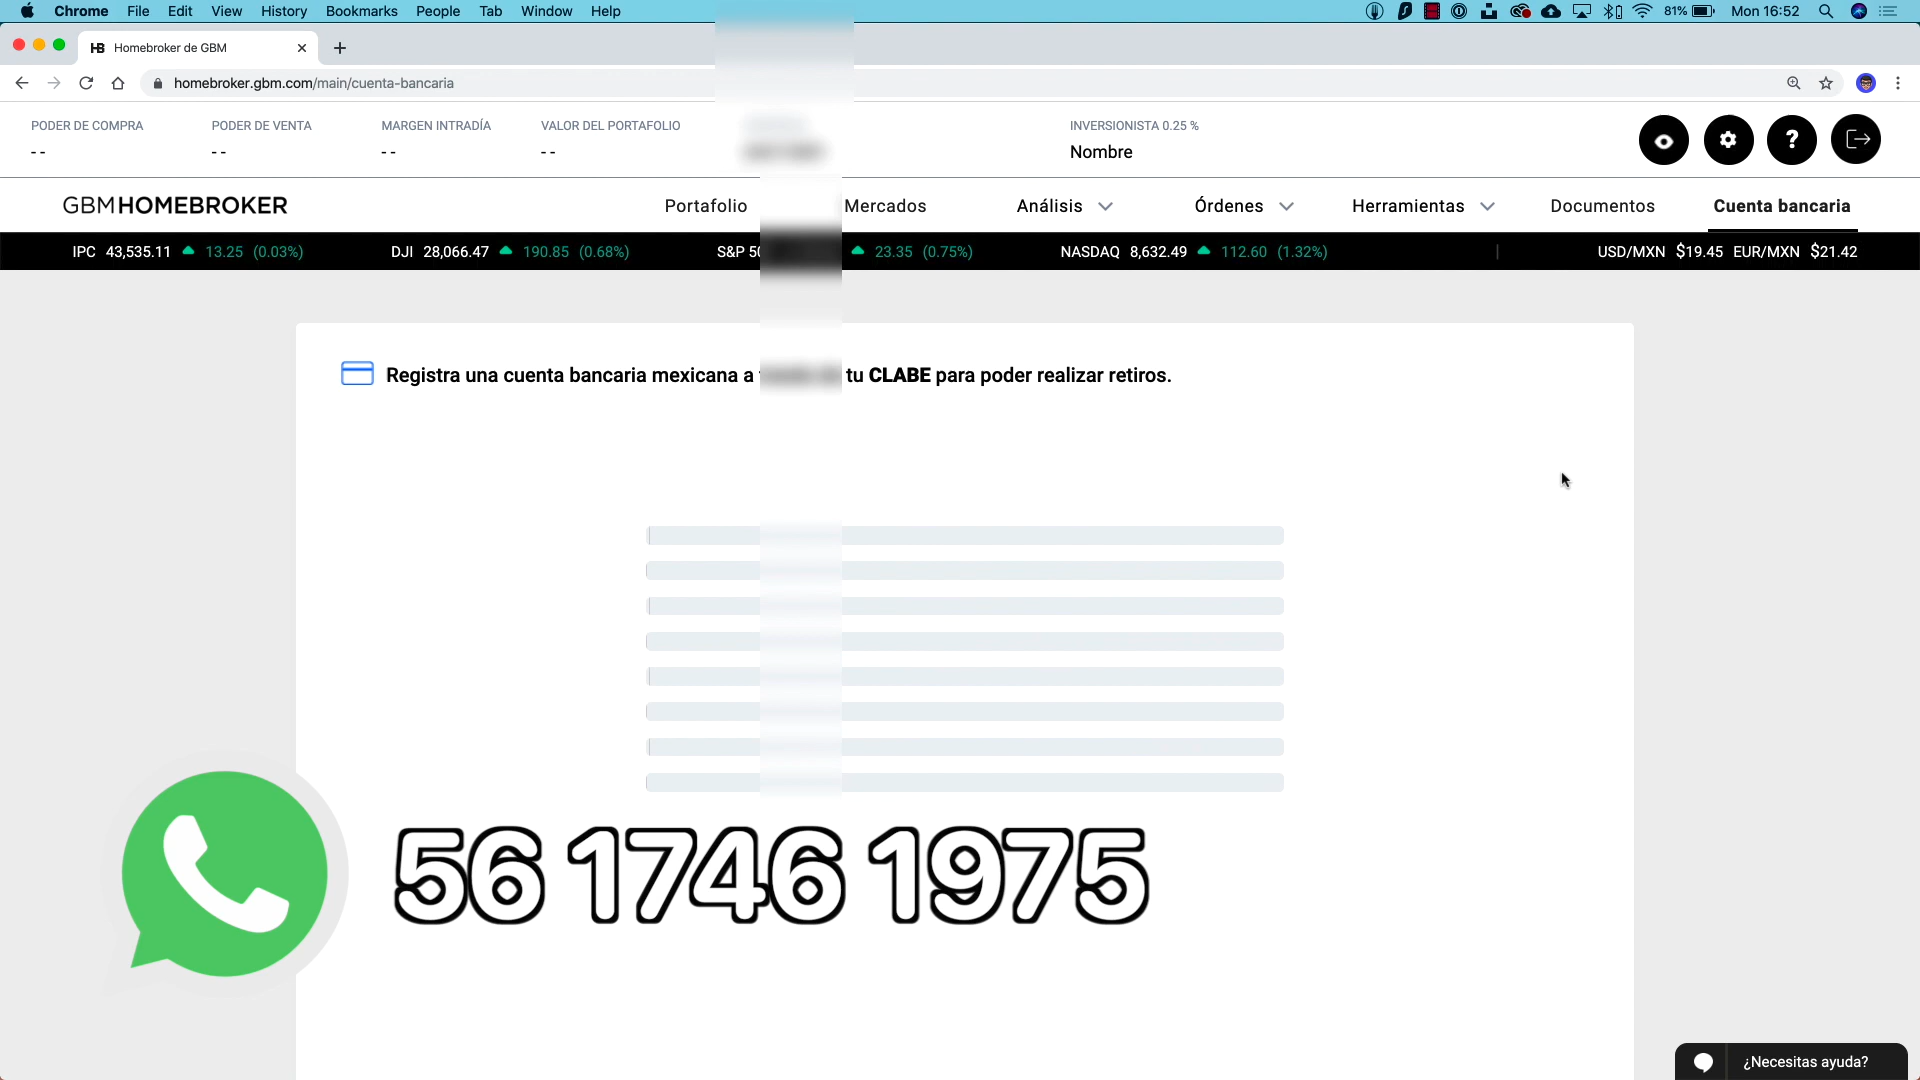 Chrome File Edit View History Bookmarks People Tab Window Help 81% Mon 16:52
HB Homebroker de GBM
homebroker.gbm.com/main/cuenta-bancaria
PODER DE COMPRA PODER DE VENTA MARGEN INTRADÍA VALOR DEL PORTAFOLIO INVERSIONISTA 0.25 %
- - - - - - - - Nombre
GBMHOMEBROKER Portafolio Mercados Análisis Órdenes Herramientas Documentos Cuenta bancaria
IPC 43,535.11 13.25 (0.03%) DJI 28,066.47 190.85 (0.68%) S&P 23.35 (0.75%) NASDAQ 8,632.49 112.60 (1.32%) USD/MXN $19.45 EUR/MXN $21.42
Registra una cuenta bancaria mexicana a tu CLABE para poder realizar retiros.
56 1746 1975
¿Necesitas ayuda?